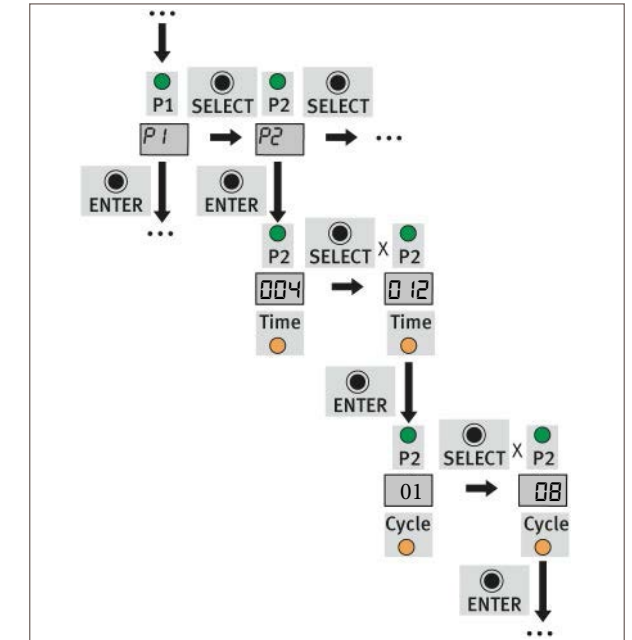 ...
P1 SELECT P2 SELECT
P1 P2 ...
ENTER ENTER
...
P2 SELECT X P2
004 012
Time Time
ENTER
P2 SELECT X P2
01 08
Cycle Cycle
ENTER
...